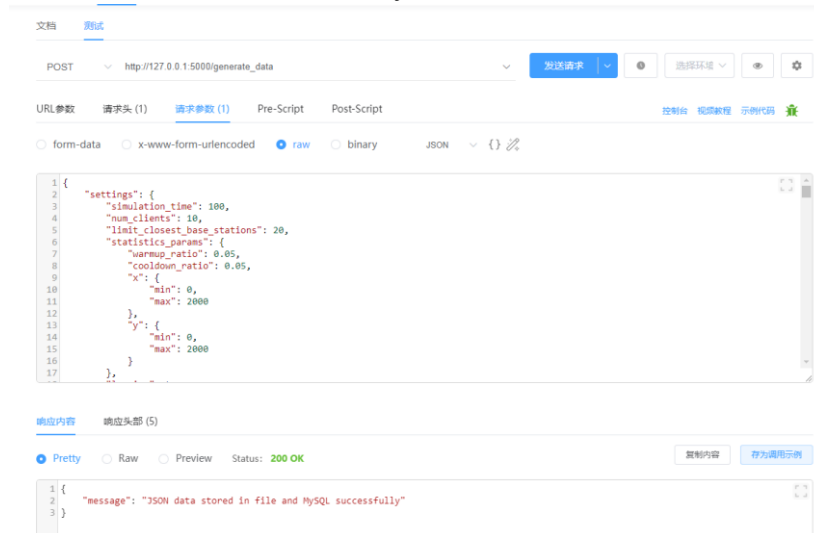 文档 测试
POST http://127.0.0.1:5000/generate_data 发送请求 选择环境
URL参数 请求头 (1) 请求参数 (1) Pre-Script Post-Script 控制台 视频教程 示例代码
form-data x-www-form-urlencoded raw binary JSON { }
1 {
2 "settings": {
3 "simulation_time": 100,
4 "num_clients": 10,
5 "limit_closest_base_stations": 20,
6 "statistics_params": {
7 "warmup_ratio": 0.05,
8 "cooldown_ratio": 0.05,
9 "x": {
10 "min": 0,
11 "max": 2000
12 },
13 "y": {
14 "min": 0,
15 "max": 2000
16 }
17 },
响应内容 响应头部 (5)
Pretty Raw Preview Status: 200 OK 复制内容 存为调用示例
1 {
2 "message": "JSON data stored in file and MySQL successfully"
3 }